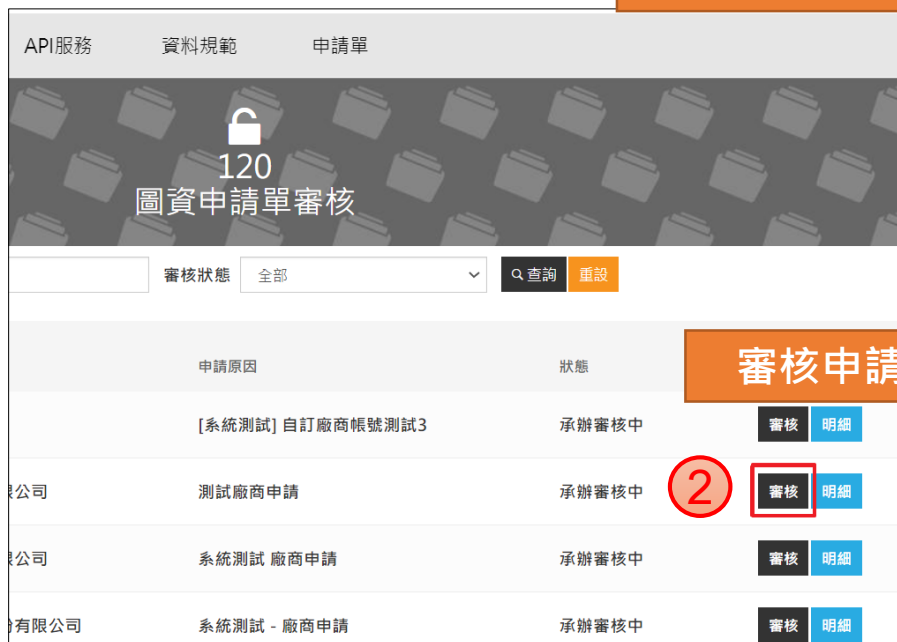 API服務 資料規範 申請單
120
圖資申請單審核
審核狀態 全部 查詢 重設
申請原因 狀態
審核申請
[系統測試] 自訂廠商帳號測試3 承辦審核中 審核 明細
公司 測試廠商申請 承辦審核中 2 審核 明細
公司 系統測試 廠商申請 承辦審核中 審核 明細
有限公司 系統測試 - 廠商申請 承辦審核中 審核 明細